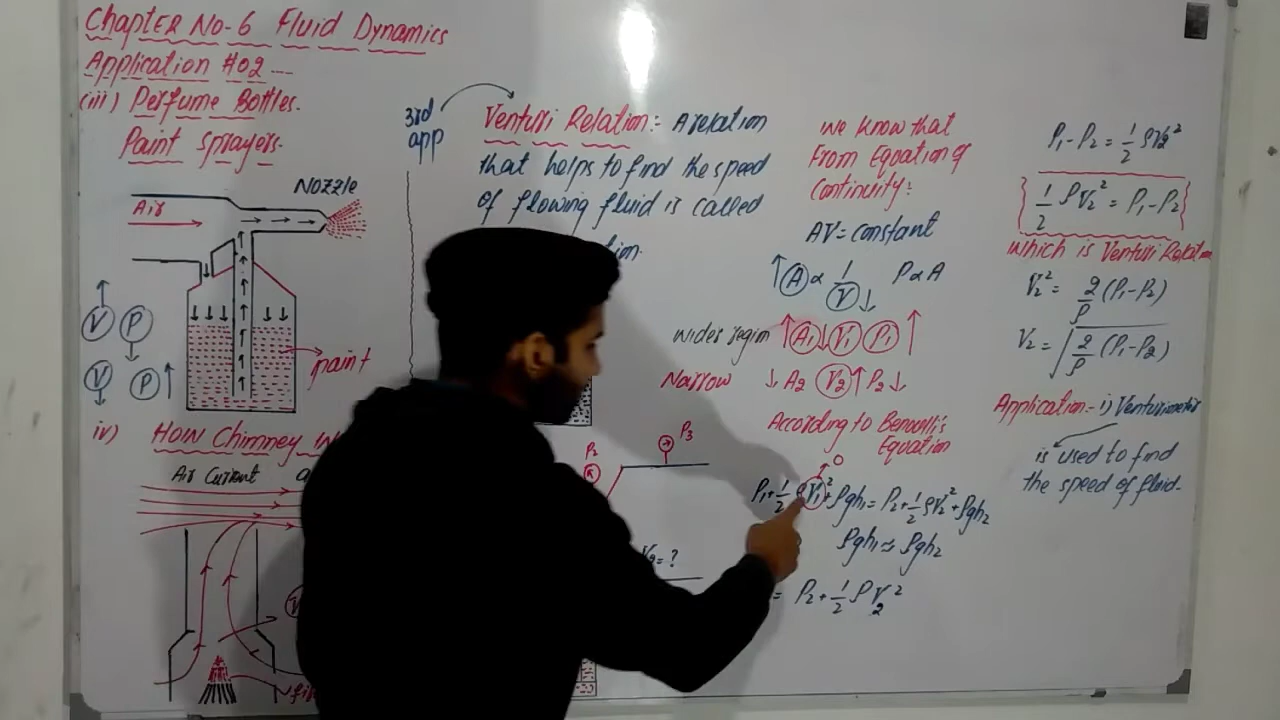 Chapter No-6 Fluid Dynamics
Application #02 ....
(iii) Perfume Bottles.
Paint sprayers.
Nozzle
Air
V P
V P
paint
iv) How Chimney
Air Current
3rd
app
Venturi Relation:- A relation
that helps to find the speed
of flowing fluid is called
P2
P3
V2 = ?
We know that
From Equation of
Continuity:
AV = constant
A ∝ 1/V P ∝ A
wider region A1 V1 P1
Narrow A2 V2 P2
According to Bernoulli's
Equation
0
P1 + 1/2 ρV1² + ρgh1 = P2 + 1/2 ρV2² + ρgh2
ρgh1 ≈ ρgh2
= P2 + 1/2 ρV2²
P1 - P2 = 1/2 ρV2²
1/2 ρV2² = P1 - P2
which is Venturi Relation
V2² = 2/ρ (P1 - P2)
V2 = √2/ρ (P1 - P2)
Application:- i) Venturimeter
is used to find
the speed of fluid-